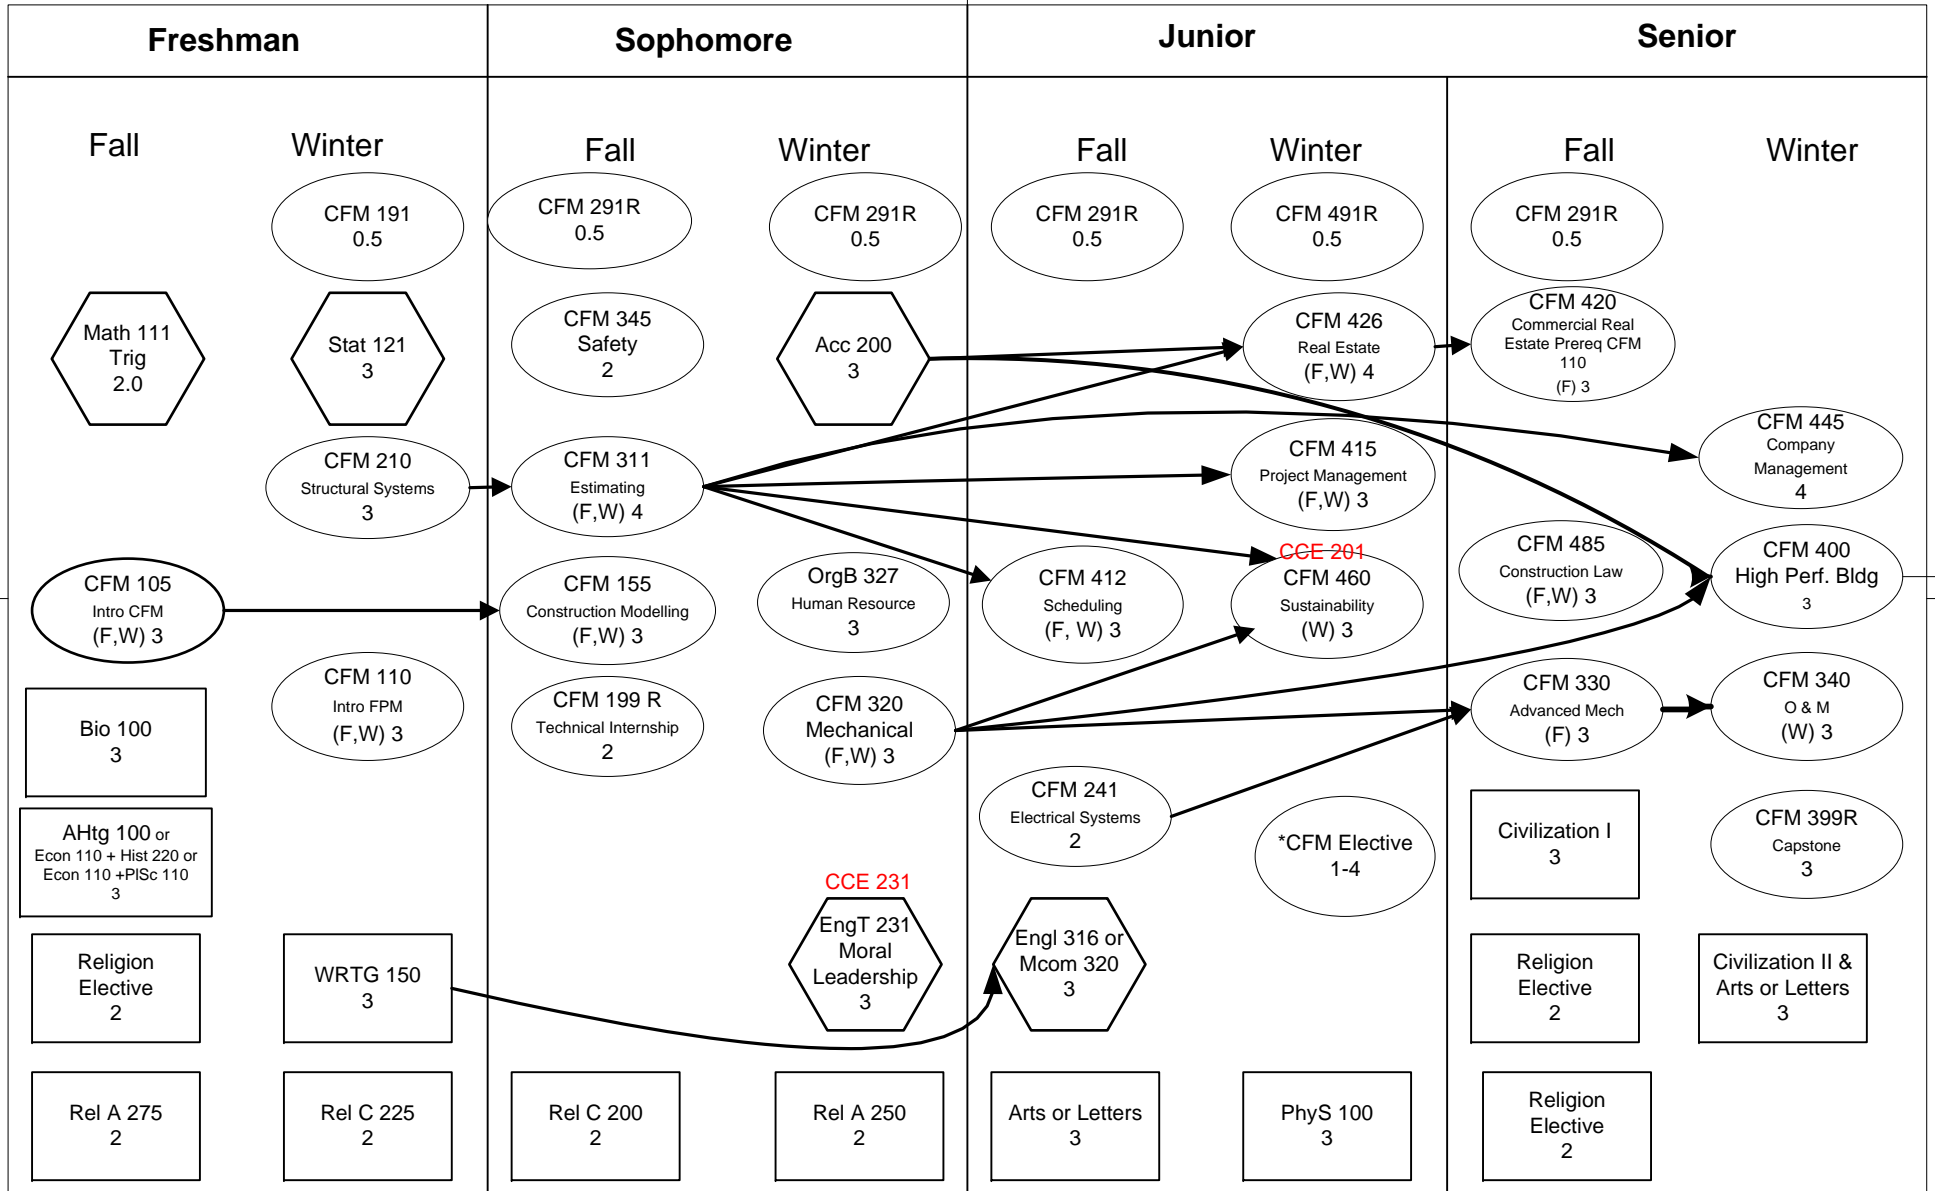 Freshman
Sophomore
Junior
Senior
Fall
Winter
Fall
Winter
Fall
Winter
Fall
Winter
CFM 191
0.5
CFM 291R
0.5
CFM 291R
0.5
CFM 291R
0.5
CFM 491R
0.5
CFM 291R
0.5
Math 111
Trig
2.0
Stat 121
3
CFM 345
Safety
2
Acc 200
3
CFM 426
Real Estate
(F,W) 4
CFM 420
Commercial Real
Estate Prereq CFM
110
(F) 3
CFM 210
Structural Systems
3
CFM 311
Estimating
(F,W) 4
CFM 415
Project Management
(F,W) 3
CFM 445
Company
Management
4
CFM 105
Intro CFM
(F,W) 3
CFM 155
Construction Modelling
(F,W) 3
OrgB 327
Human Resource
3
CFM 412
Scheduling
(F, W) 3
CCE 201
CFM 460
Sustainability
(W) 3
CFM 485
Construction Law
(F,W) 3
CFM 400
High Perf. Bldg
3
Bio 100
3
CFM 110
Intro FPM
(F,W) 3
CFM 199 R
Technical Internship
2
CFM 320
Mechanical
(F,W) 3
CFM 330
Advanced Mech
(F) 3
CFM 340
O & M
(W) 3
AHtg 100 or
Econ 110 + Hist 220 or
Econ 110 +PlSc 110
3
CFM 241
Electrical Systems
2
*CFM Elective
1-4
Civilization I
3
CFM 399R
Capstone
3
Religion
Elective
2
WRTG 150
3
CCE 231
EngT 231
Moral
Leadership
3
Engl 316 or
Mcom 320
3
Religion
Elective
2
Civilization II &
Arts or Letters
3
Rel A 275
2
Rel C 225
2
Rel C 200
2
Rel A 250
2
Arts or Letters
3
PhyS 100
3
Religion
Elective
2